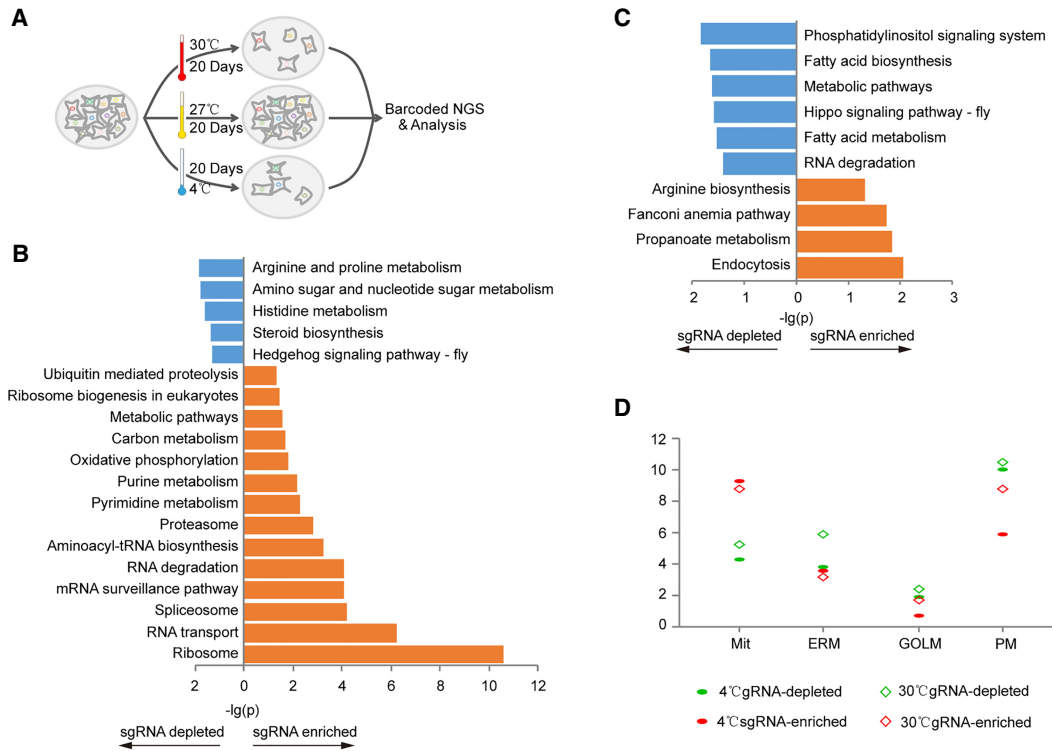 A
30℃
20 Days
27℃
20 Days
20 Days
4℃
Barcoded NGS
& Analysis
B
Arginine and proline metabolism
Amino sugar and nucleotide sugar metabolism
Histidine metabolism
Steroid biosynthesis
Hedgehog signaling pathway - fly
Ubiquitin mediated proteolysis
Ribosome biogenesis in eukaryotes
Metabolic pathways
Carbon metabolism
Oxidative phosphorylation
Purine metabolism
Pyrimidine metabolism
Proteasome
Aminoacyl-tRNA biosynthesis
RNA degradation
mRNA surveillance pathway
Spliceosome
RNA transport
Ribosome
2 0 2 4 6 8 10 12
-lg(p)
sgRNA depleted sgRNA enriched
C
Phosphatidylinositol signaling system
Fatty acid biosynthesis
Metabolic pathways
Hippo signaling pathway - fly
Fatty acid metabolism
RNA degradation
Arginine biosynthesis
Fanconi anemia pathway
Propanoate metabolism
Endocytosis
2 1 0 1 2 3
-lg(p)
sgRNA depleted sgRNA enriched
D
12
10
8
6
4
2
0
Mit ERM GOLM PM
4℃gRNA-depleted 30℃gRNA-depleted
4℃sgRNA-enriched 30℃gRNA-enriched